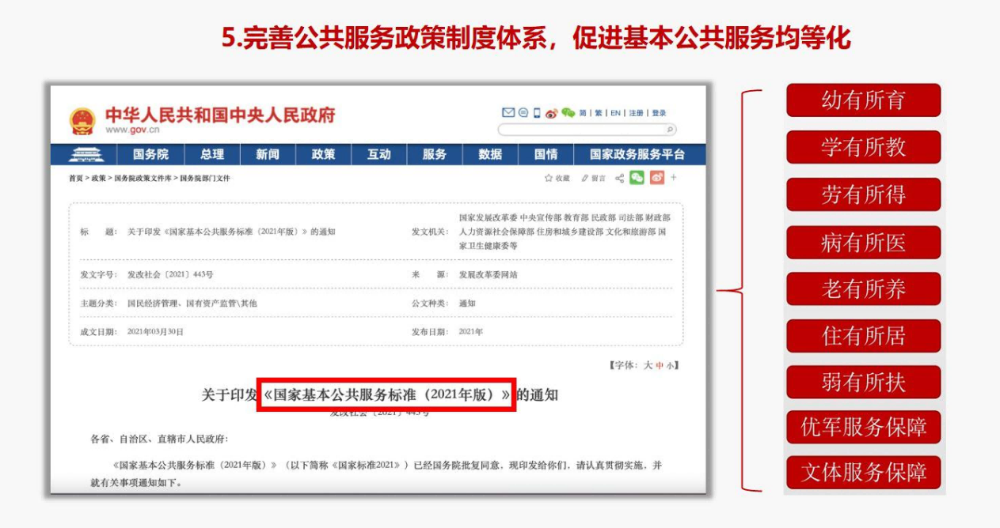 5.完善公共服务政策制度体系，促进基本公共服务均等化
中华人民共和国中央人民政府
www.gov.cn
简 | 繁 | EN | 注册 | 登录
国务院 总理 新闻 政策 互动 服务 数据 国情 国家政务服务平台
首页 > 政策 > 国务院政策文件库 > 国务院部门文件
收藏 留言
标 题： 关于印发《国家基本公共服务标准（2021年版）》的通知
发文机关： 国家发展改革委 中央宣传部 教育部 民政部 司法部 财政部
人力资源社会保障部 住房和城乡建设部 文化和旅游部 国
家卫生健康委等
发文字号： 发改社会〔2021〕443号
来 源： 发展改革委网站
主题分类： 国民经济管理、国有资产监管\其他
公文种类： 通知
成文日期： 2021年03月30日
发布日期： 2021年
【字体：大 中 小】
关于印发《国家基本公共服务标准（2021年版）》的通知
发改社会〔2021〕443号
各省、自治区、直辖市人民政府：
《国家基本公共服务标准（2021年版）》（以下简称《国家标准2021》）已经国务院批复同意，现印发给你们，请认真贯彻实施，并
就有关事项通知如下。
幼有所育
学有所教
劳有所得
病有所医
老有所养
住有所居
弱有所扶
优军服务保障
文体服务保障